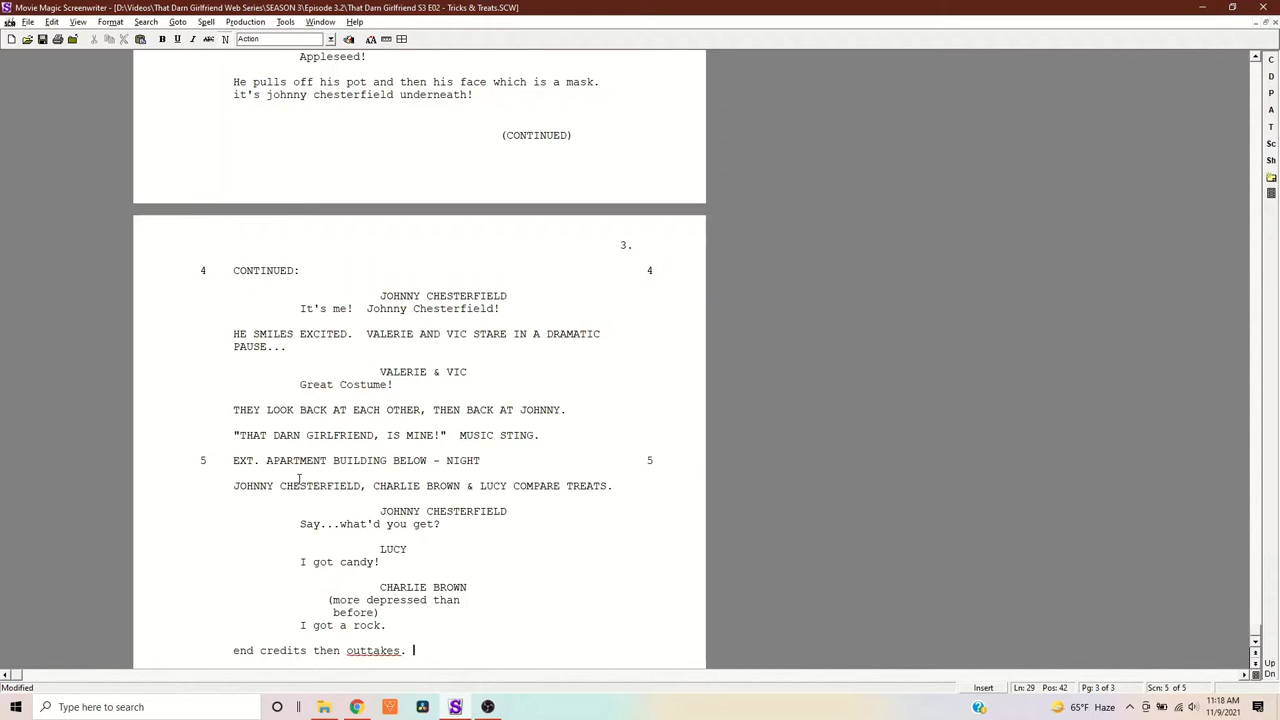 Movie Magic Screenwriter - [D:\Videos\That Darn Girlfriend Web Series\SEASON 3\Episode 3.2\That Darn Girlfriend S3 E02 - Tricks & Treats.SCW]
File Edit View Format Search Goto Spell Production Tools Window Help
B U I ABC N Action
Appleseed!
He pulls off his pot and then his face which is a mask.
it's johnny chesterfield underneath!
(CONTINUED)
3.
4 CONTINUED: 4
JOHNNY CHESTERFIELD
It's me! Johnny Chesterfield!
HE SMILES EXCITED. VALERIE AND VIC STARE IN A DRAMATIC
PAUSE...
VALERIE & VIC
Great Costume!
THEY LOOK BACK AT EACH OTHER, THEN BACK AT JOHNNY.
"THAT DARN GIRLFRIEND, IS MINE!" MUSIC STING.
5 EXT. APARTMENT BUILDING BELOW - NIGHT 5
JOHNNY CHESTERFIELD, CHARLIE BROWN & LUCY COMPARE TREATS.
JOHNNY CHESTERFIELD
Say...what'd you get?
LUCY
I got candy!
CHARLIE BROWN
(more depressed than
before)
I got a rock.
end credits then outtakes.
C
D
P
A
T
Sc
Sh
Up
Dn
Modified Insert Ln: 29 Pos: 42 Pg: 3 of 3 Scn: 5 of 5
Type here to search 65°F Haze 11:18 AM
11/9/2021